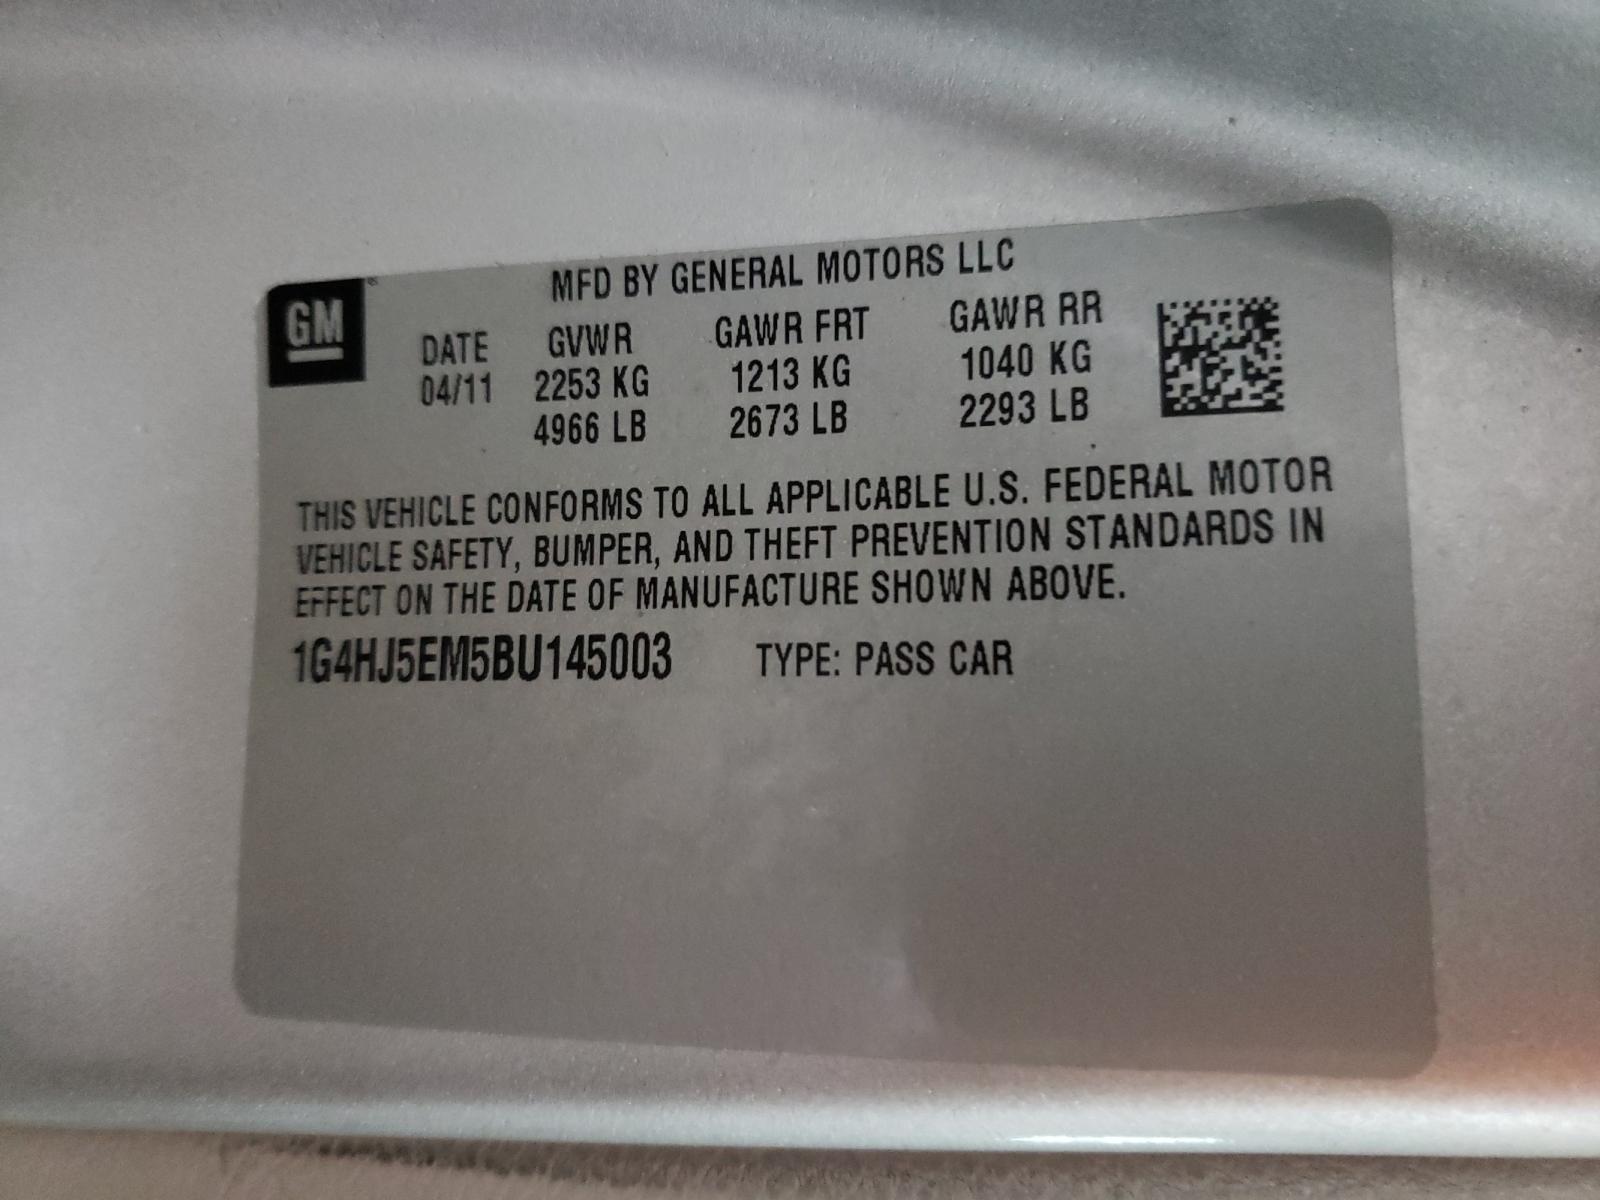 MFD BY GENERAL MOTORS LLC
GM®
DATE GVWR GAWR FRT GAWR RR
04/11 2253 KG 1213 KG 1040 KG
4966 LB 2673 LB 2293 LB
THIS VEHICLE CONFORMS TO ALL APPLICABLE U.S. FEDERAL MOTOR
VEHICLE SAFETY, BUMPER, AND THEFT PREVENTION STANDARDS IN
EFFECT ON THE DATE OF MANUFACTURE SHOWN ABOVE.
1G4HJ5EM5BU145003 TYPE: PASS CAR